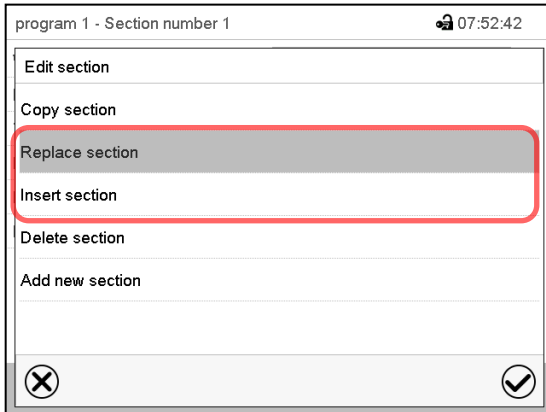 program 1 - Section number 1 07:52:42
Edit section
Copy section
Replace section
Insert section
Delete section
Add new section